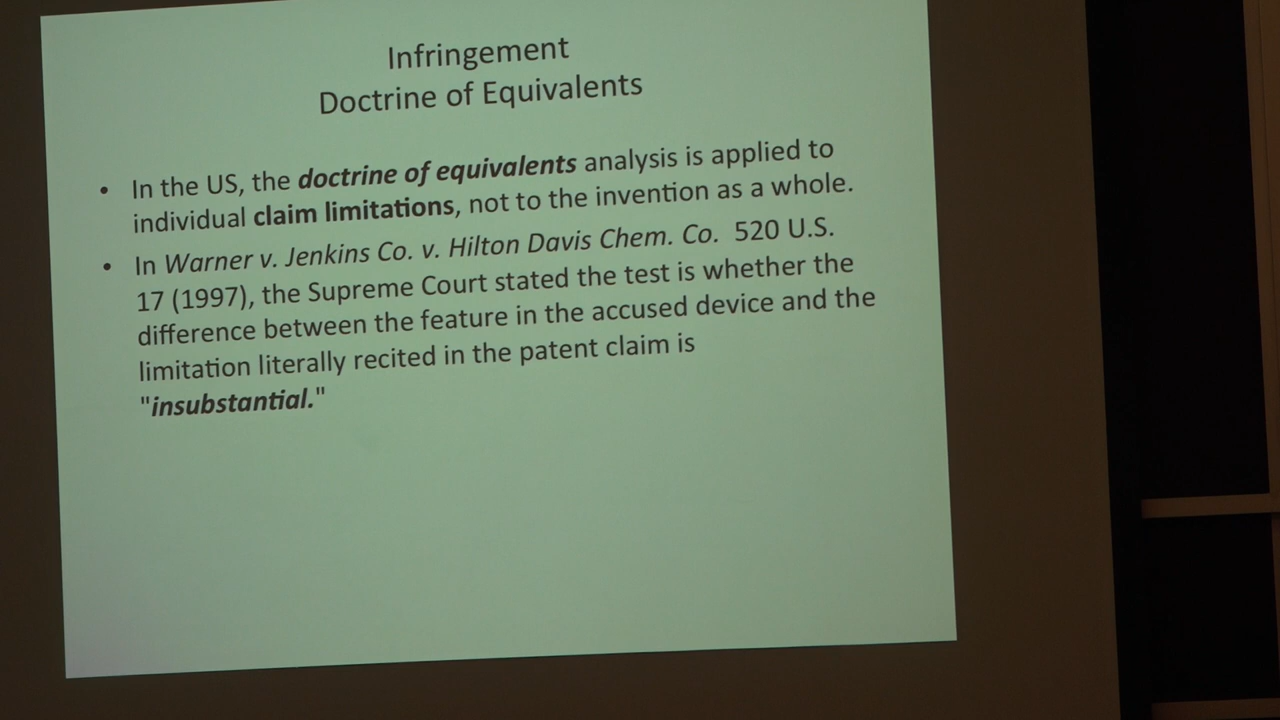 Infringement
Doctrine of Equivalents
• In the US, the doctrine of equivalents analysis is applied to
individual claim limitations, not to the invention as a whole.
• In Warner v. Jenkins Co. v. Hilton Davis Chem. Co. 520 U.S.
17 (1997), the Supreme Court stated the test is whether the
difference between the feature in the accused device and the
limitation literally recited in the patent claim is
"insubstantial."